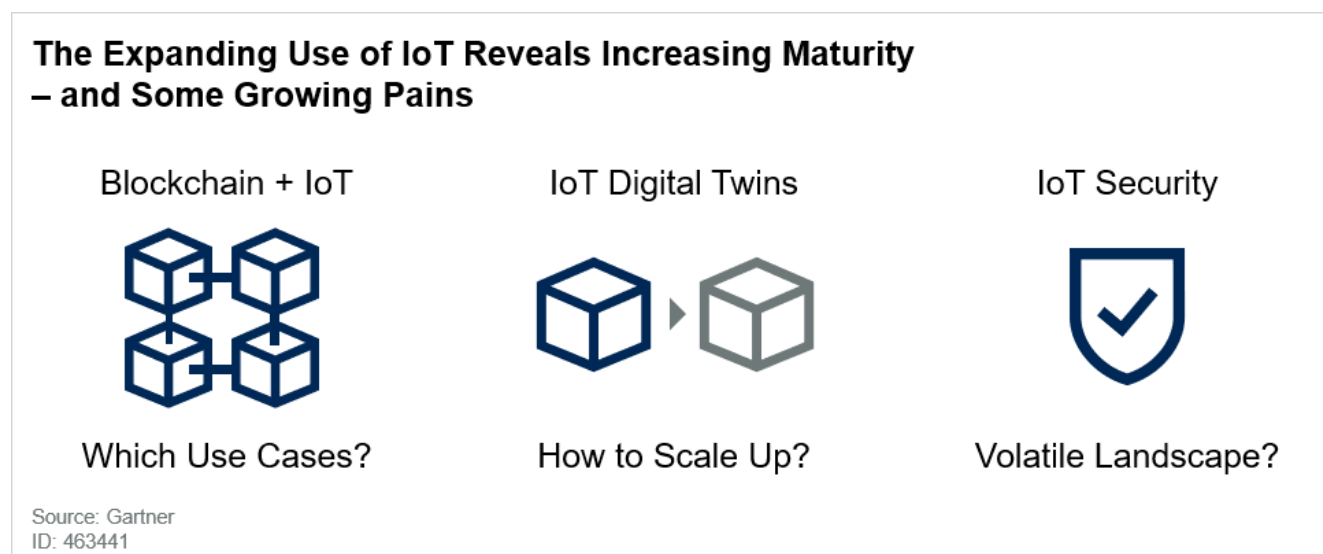 The Expanding Use of IoT Reveals Increasing Maturity
– and Some Growing Pains
Blockchain + IoT
IoT Digital Twins
IoT Security
Which Use Cases?
How to Scale Up?
Volatile Landscape?
Source: Gartner
ID: 463441